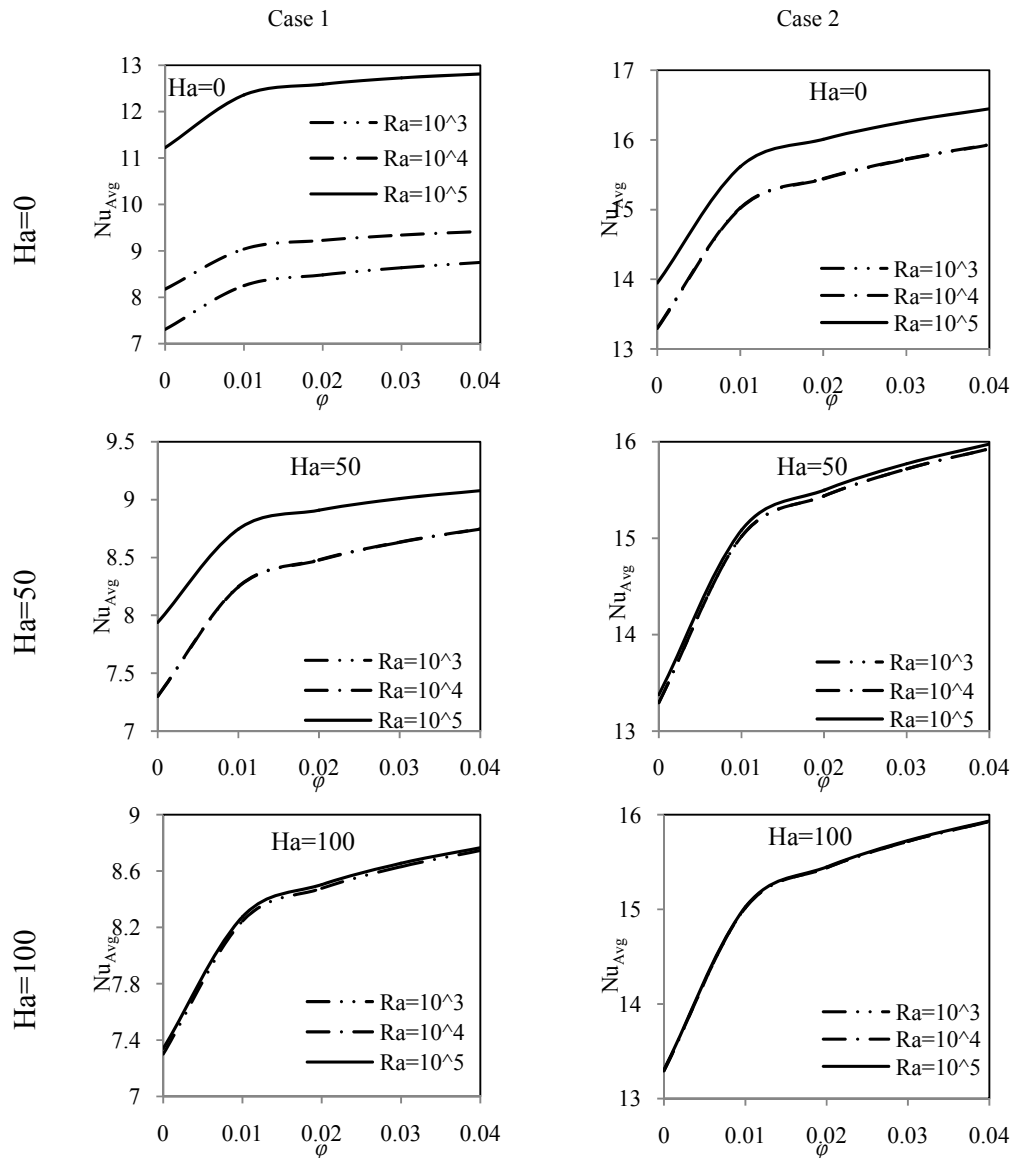 Case 1
Case 2
Ha=0
13
12
11
10
9
8
7
Nu_Avg
Ha=0
Ra=10^3
Ra=10^4
Ra=10^5
0 0.01 0.02 0.03 0.04
φ
17
16
15
14
13
Nu_Avg
Ha=0
Ra=10^3
Ra=10^4
Ra=10^5
0 0.01 0.02 0.03 0.04
φ
Ha=50
9.5
9
8.5
8
7.5
7
Nu_Avg
Ha=50
Ra=10^3
Ra=10^4
Ra=10^5
0 0.01 0.02 0.03 0.04
φ
16
15
14
13
Nu_Avg
Ha=50
Ra=10^3
Ra=10^4
Ra=10^5
0 0.01 0.02 0.03 0.04
φ
Ha=100
9
8.6
8.2
7.8
7.4
7
Nu_Avg
Ha=100
Ra=10^3
Ra=10^4
Ra=10^5
0 0.01 0.02 0.03 0.04
φ
16
15
14
13
Nu_Avg
Ha=100
Ra=10^3
Ra=10^4
Ra=10^5
0 0.01 0.02 0.03 0.04
φ